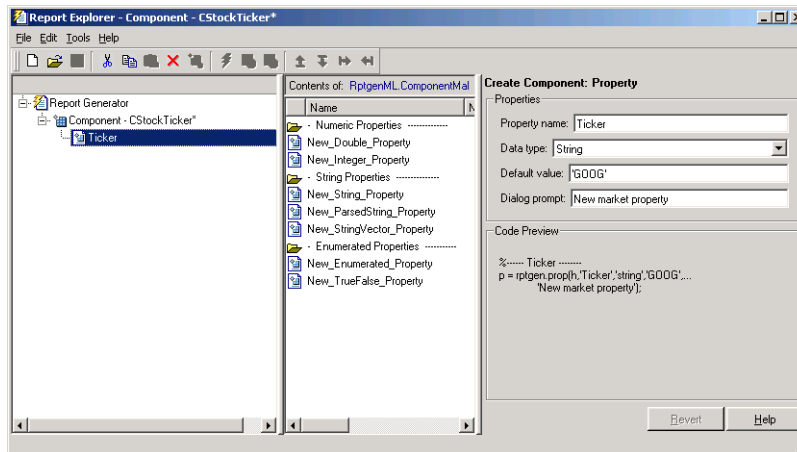 Report Explorer - Component - CStockTicker*
File Edit Tools Help
Report Generator
Component - CStockTicker*
Ticker
Contents of: RptgenML.ComponentMal
Name N
- Numeric Properties --------------
New_Double_Property
New_Integer_Property
- String Properties ---------------
New_String_Property
New_ParsedString_Property
New_StringVector_Property
- Enumerated Properties -----------
New_Enumerated_Property
New_TrueFalse_Property
Create Component: Property
Properties
Property name: Ticker
Data type: String
Default value: 'GOOG'
Dialog prompt: New market property
Code Preview
%------ Ticker --------
p = rptgen.prop(h,'Ticker','string','GOOG',...
'New market property');
Revert Help